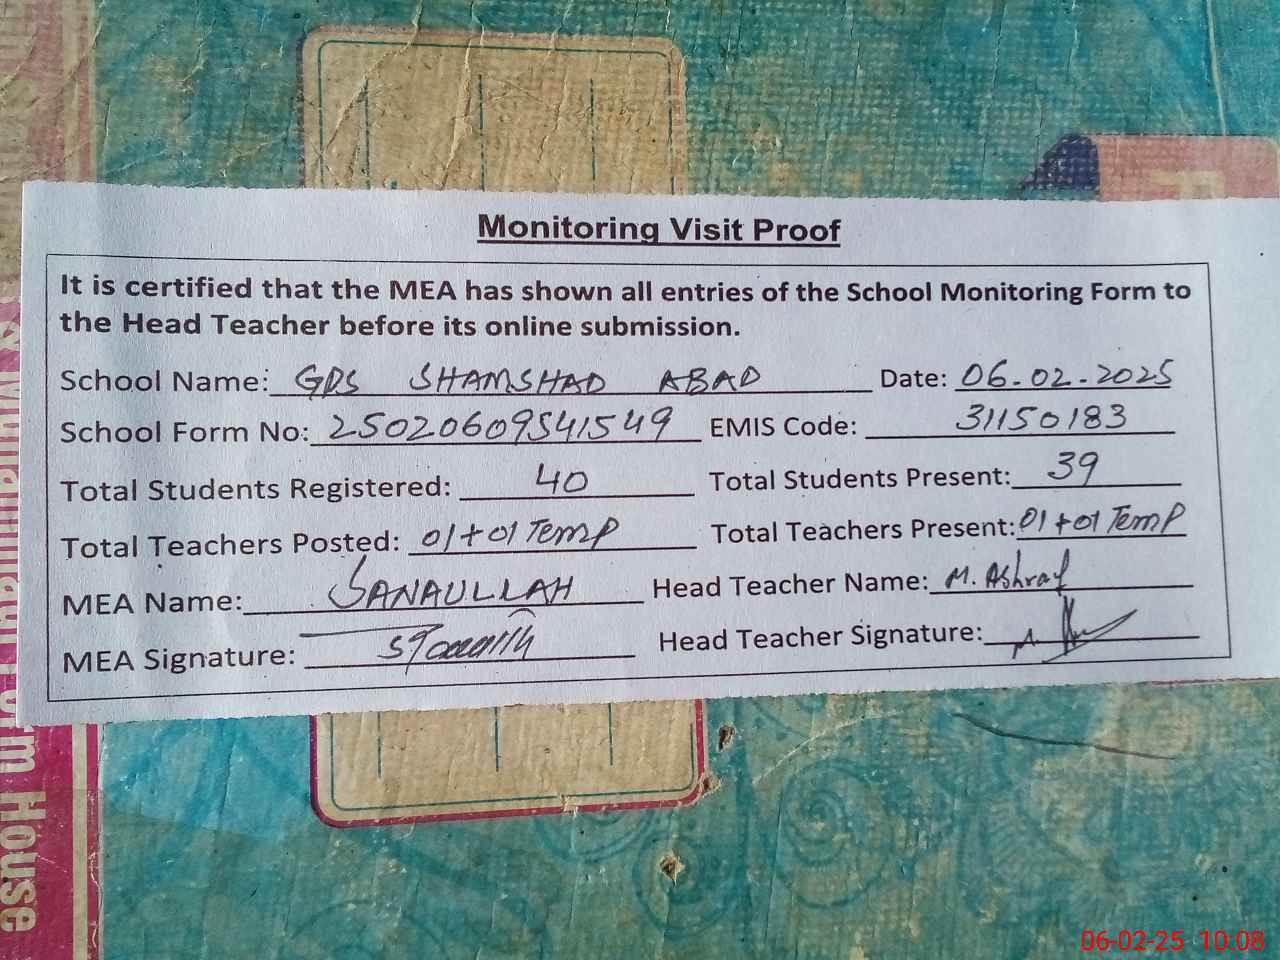 Monitoring Visit Proof
It is certified that the MEA has shown all entries of the School Monitoring Form to
the Head Teacher before its online submission.
School Name: GPS SHAMSHAD ABAD Date: 06.02.2025
School Form No: 25020609541549 EMIS Code: 31150183
Total Students Registered: 40 Total Students Present: 39
Total Teachers Posted: 01+01 Temp Total Teachers Present: 01+01 Temp
MEA Name: SANAULLAH Head Teacher Name: M. Ashraf
MEA Signature: Head Teacher Signature:
House
06-02-25 10:08